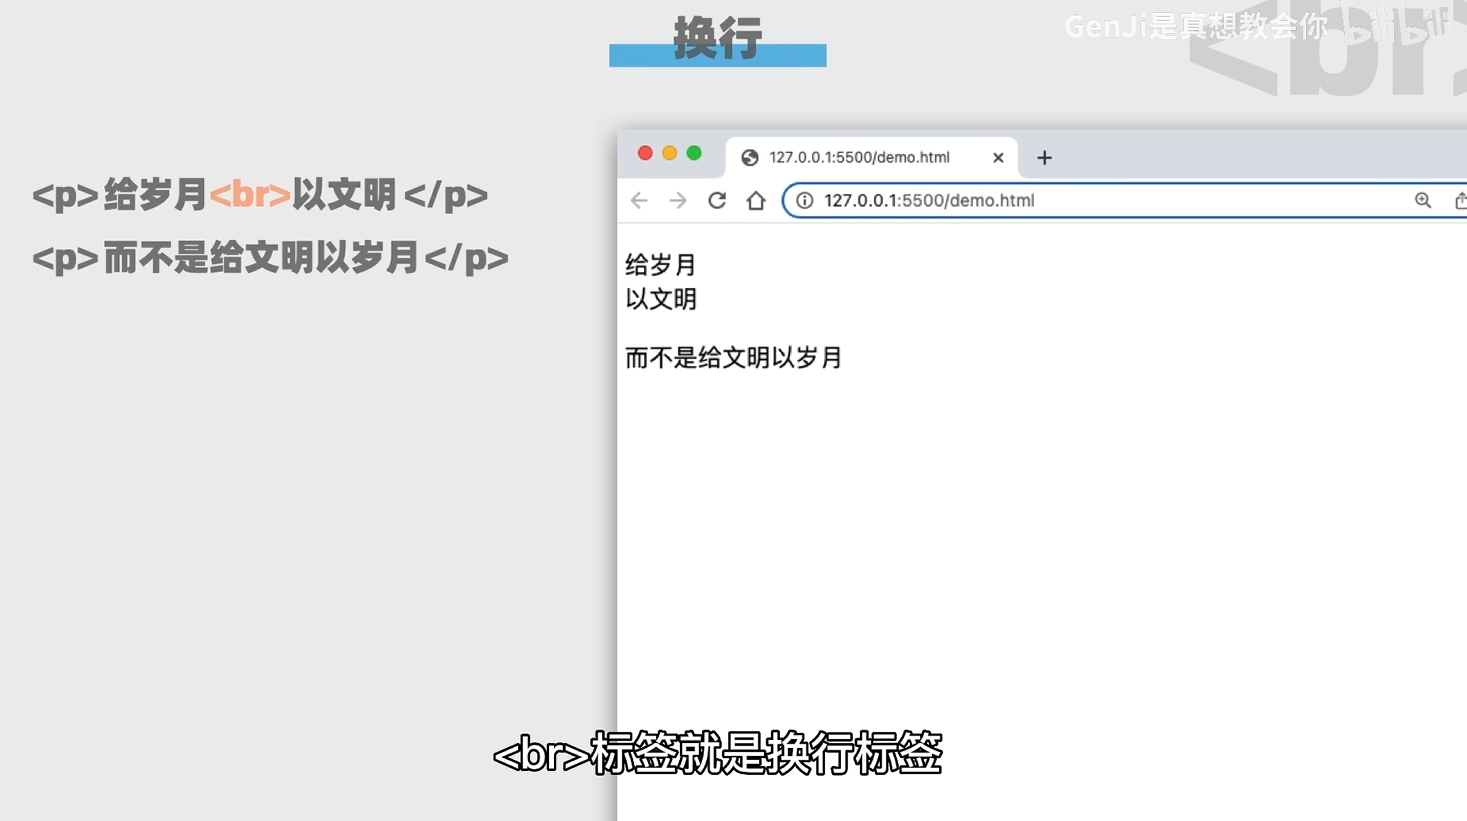 换行
GenJi是真想教会你
<br>
<p>给岁月<br>以文明</p>
<p>而不是给文明以岁月</p>
127.0.0.1:5500/demo.html
127.0.0.1:5500/demo.html
给岁月
以文明
而不是给文明以岁月
<br>标签就是换行标签